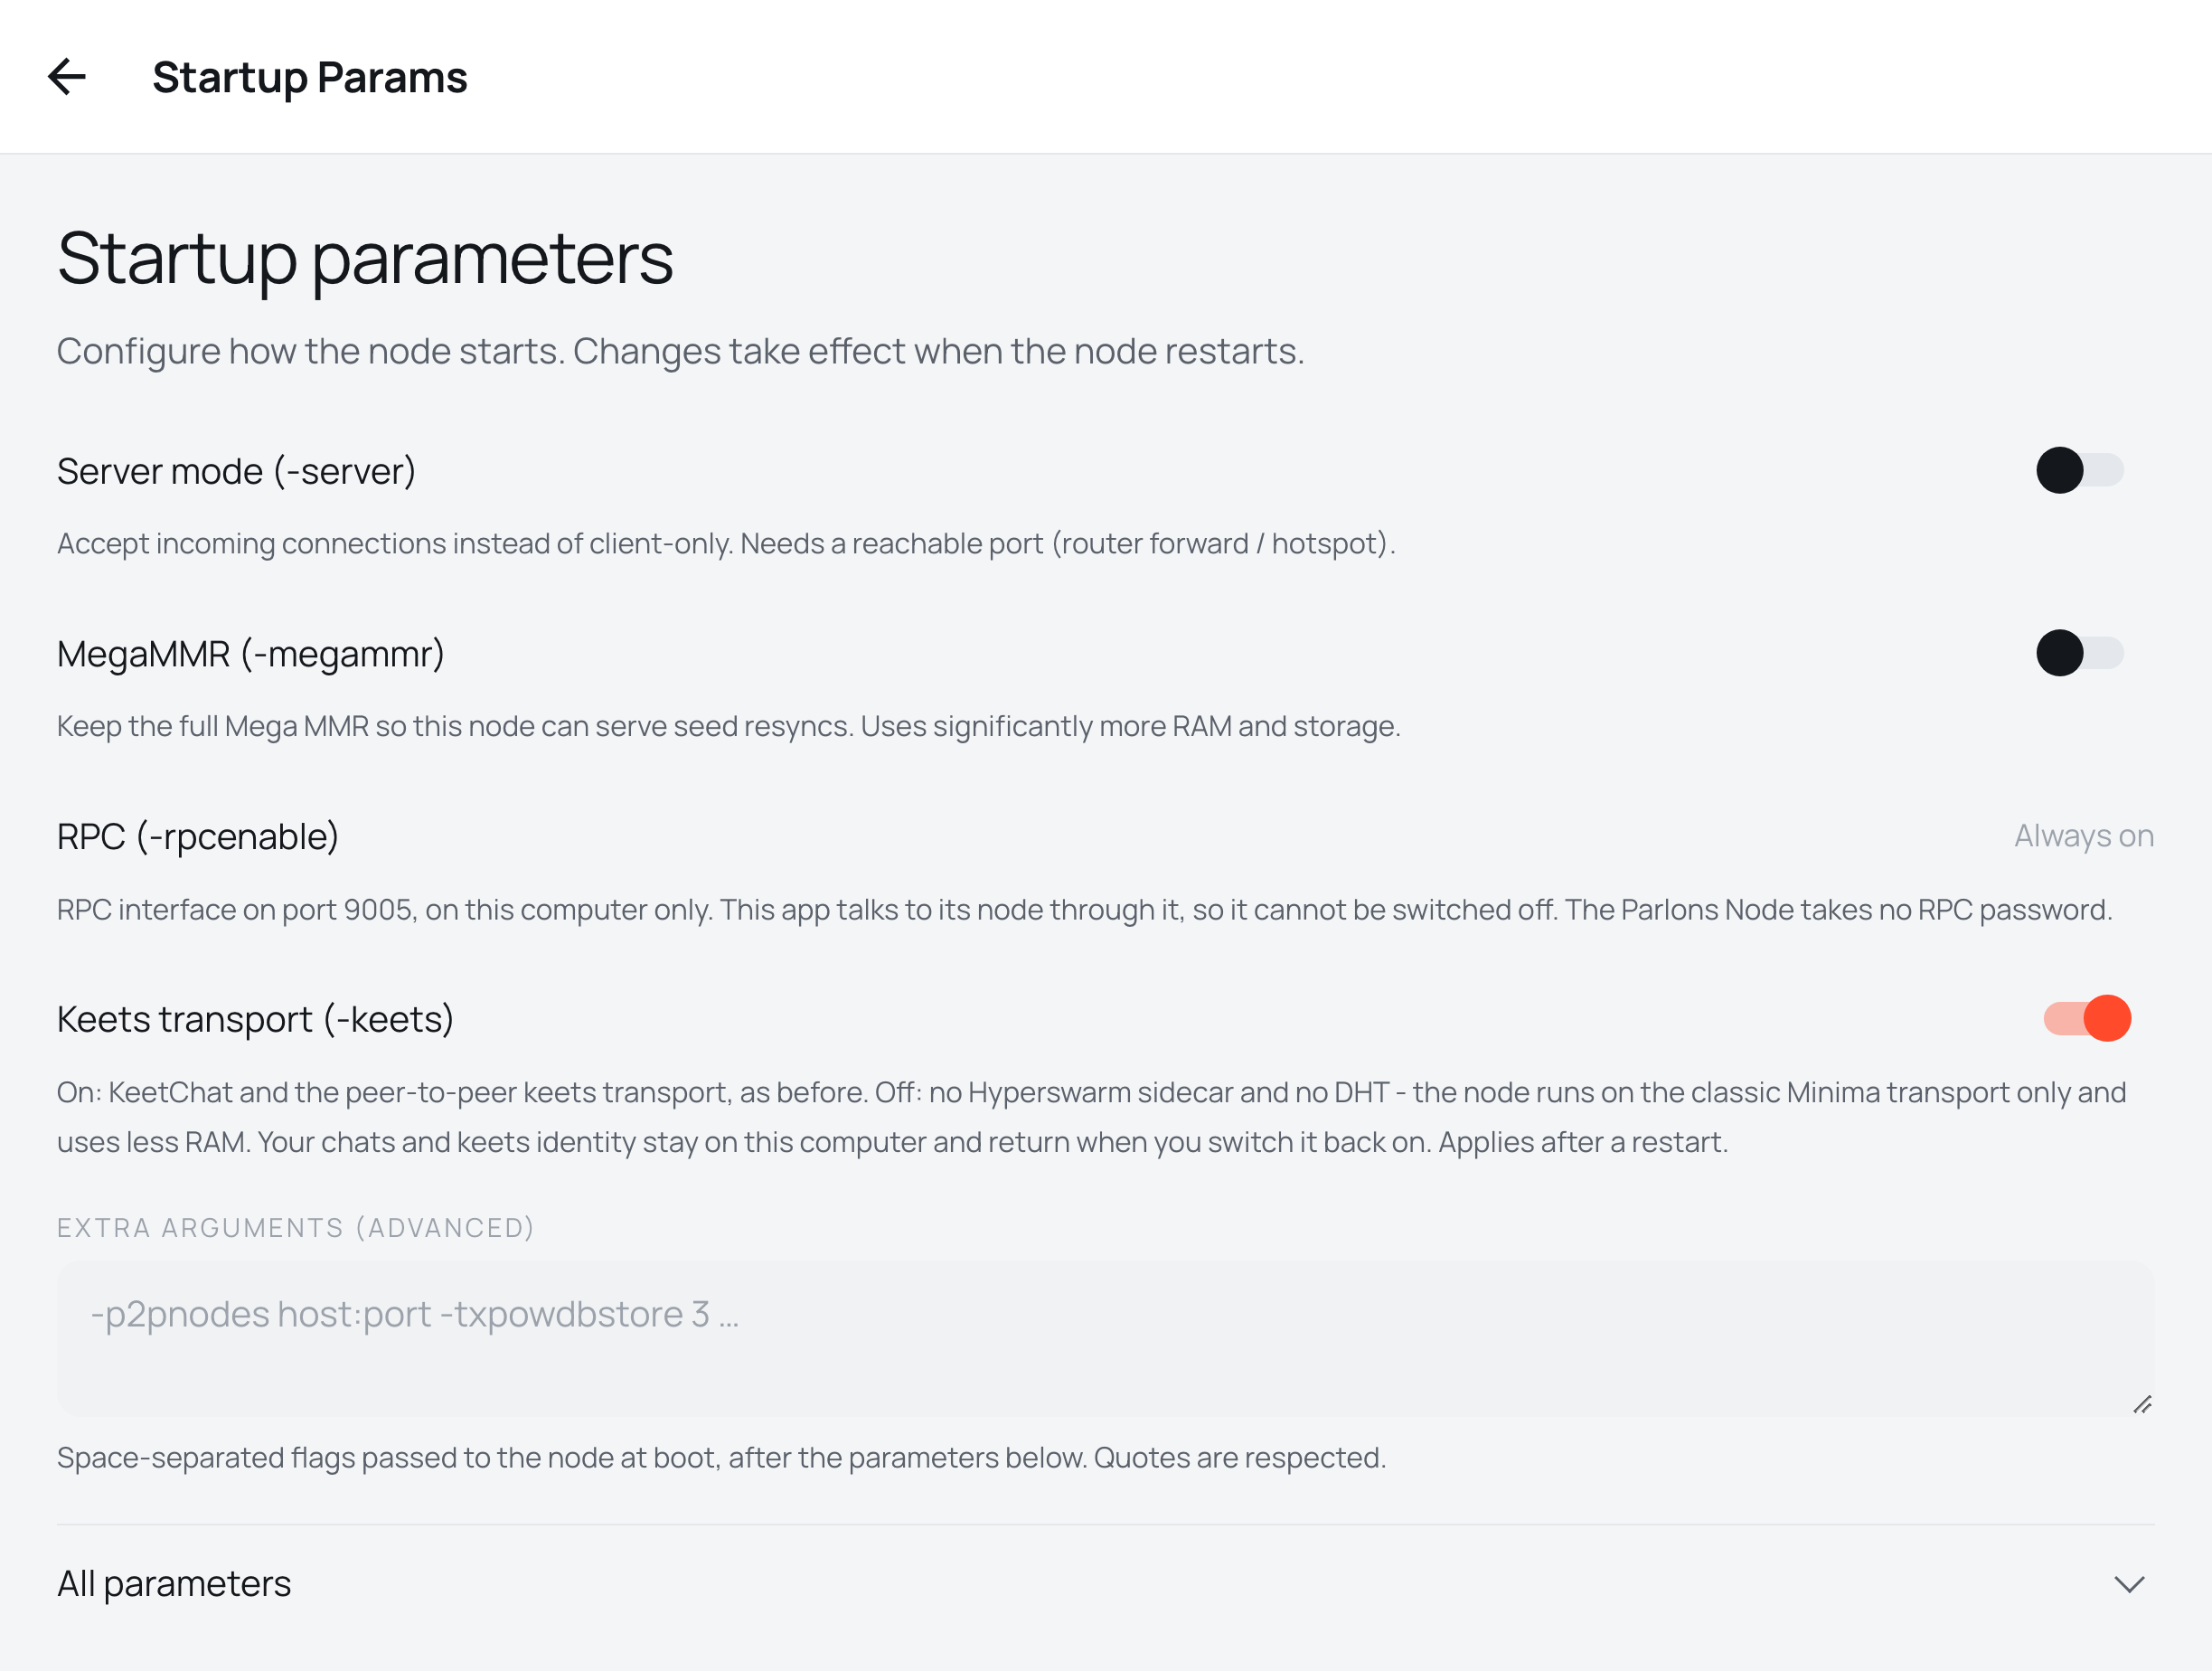 Startup Params
Startup parameters
Configure how the node starts. Changes take effect when the node restarts.
Server mode (-server)
Accept incoming connections instead of client-only. Needs a reachable port (router forward / hotspot).
MegaMMR (-megammr)
Keep the full Mega MMR so this node can serve seed resyncs. Uses significantly more RAM and storage.
RPC (-rpcenable)
Always on
RPC interface on port 9005, on this computer only. This app talks to its node through it, so it cannot be switched off. The Parlons Node takes no RPC password.
Keets transport (-keets)
On: KeetChat and the peer-to-peer keets transport, as before. Off: no Hyperswarm sidecar and no DHT - the node runs on the classic Minima transport only and
uses less RAM. Your chats and keets identity stay on this computer and return when you switch it back on. Applies after a restart.
EXTRA ARGUMENTS (ADVANCED)
-p2pnodes host:port -txpowdbstore 3 ...
Space-separated flags passed to the node at boot, after the parameters below. Quotes are respected.
All parameters